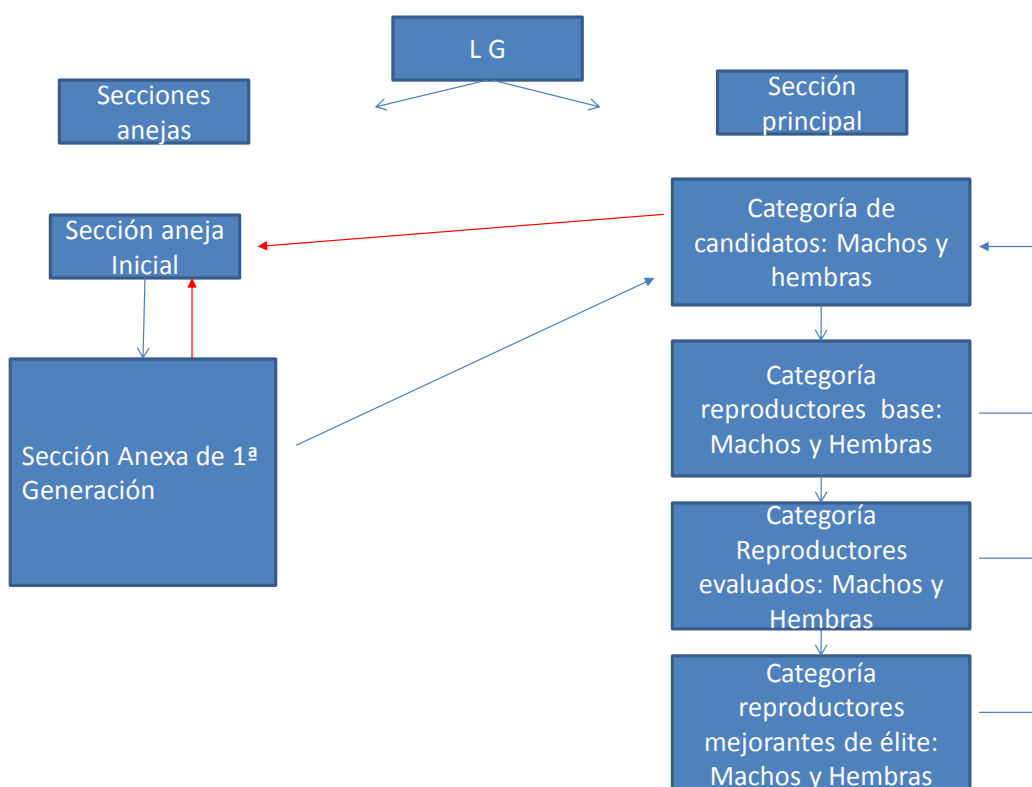 L G
Secciones
anejas
Sección
principal
Sección aneja
Inicial
Categoría de
candidatos: Machos y
hembras
Sección Anexa de 1ª
Generación
Categoría
reproductores base:
Machos y Hembras
Categoría
Reproductores
evaluados: Machos y
Hembras
Categoría
reproductores
mejorantes de élite:
Machos y Hembras